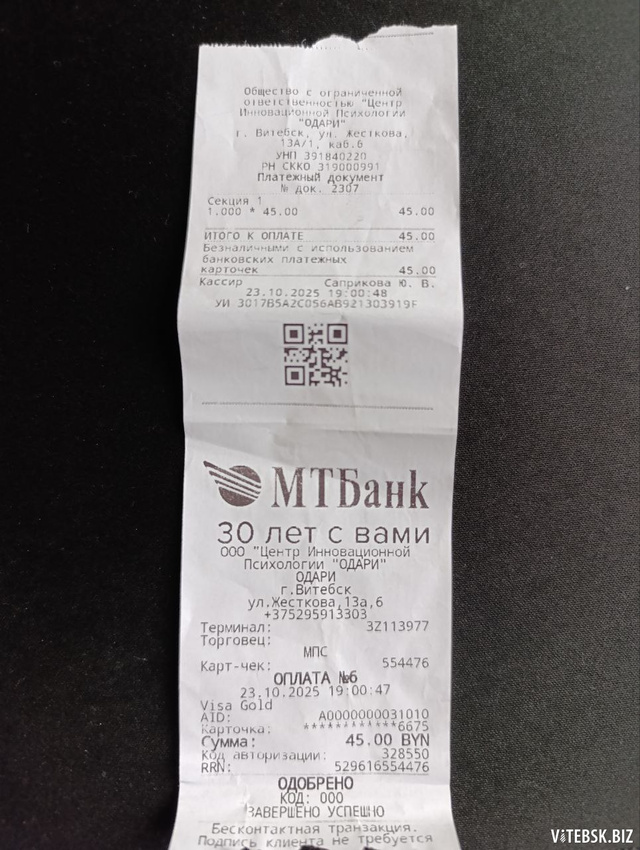 Общество с ограниченной
ответственностью "Центр
Инновационной Психологии
"ОДАРИ"
г. Витебск, ул. Жесткова,
13А/1, каб.6
УНП 391840220
РН СККО 319000991
Платежный документ
№ док. 2307
Секция 1
1.000 * 45.00 45.00
ИТОГО К ОПЛАТЕ 45.00
Безналичными с использованием
банковских платежных
карточек 45.00
Кассир Саприкова Ю. В.
23.10.2025 19:00:48
УИ 3017B5A2C056AB921303919F
МТБанк
30 лет с вами
ООО "Центр Инновационной
Психологии "ОДАРИ"
ОДАРИ
г.Витебск
ул.Жесткова,13а,6
+375295913303
Терминал: 3Z113977
Торговец:
МПС
Карт-чек: 554476
ОПЛАТА №6
23.10.2025 19:00:47
Visa Gold
AID: A0000000031010
Карточка: ************6675
Сумма: 45.00 BYN
Код авторизации: 328550
RRN: 529616554476
ОДОБРЕНО
КОД: 000
ЗАВЕРШЕНО УСПЕШНО
Бесконтактная транзакция.
Подпись клиента не требуется
VITEBSK.BIZ